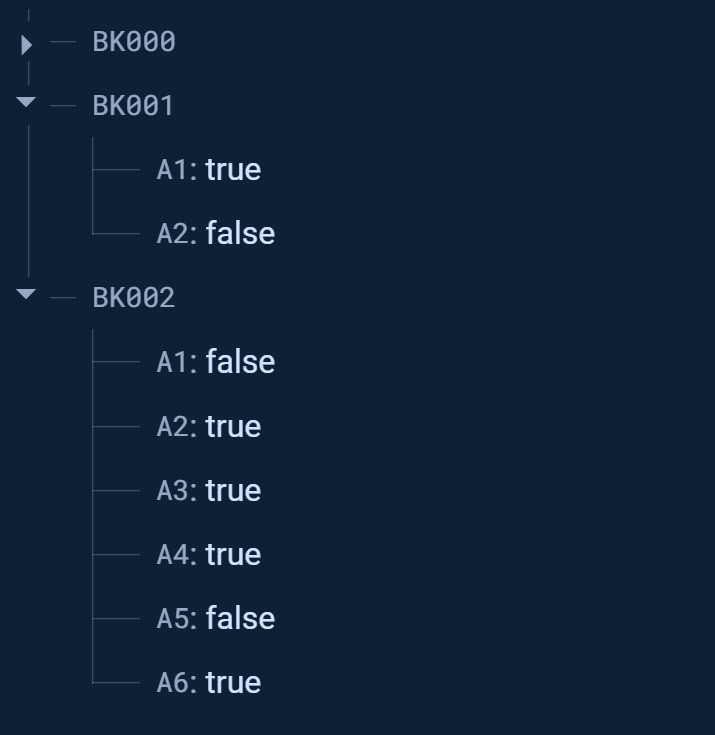 BK000
BK001
A1: true
A2: false
BK002
A1: false
A2: true
A3: true
A4: true
A5: false
A6: true